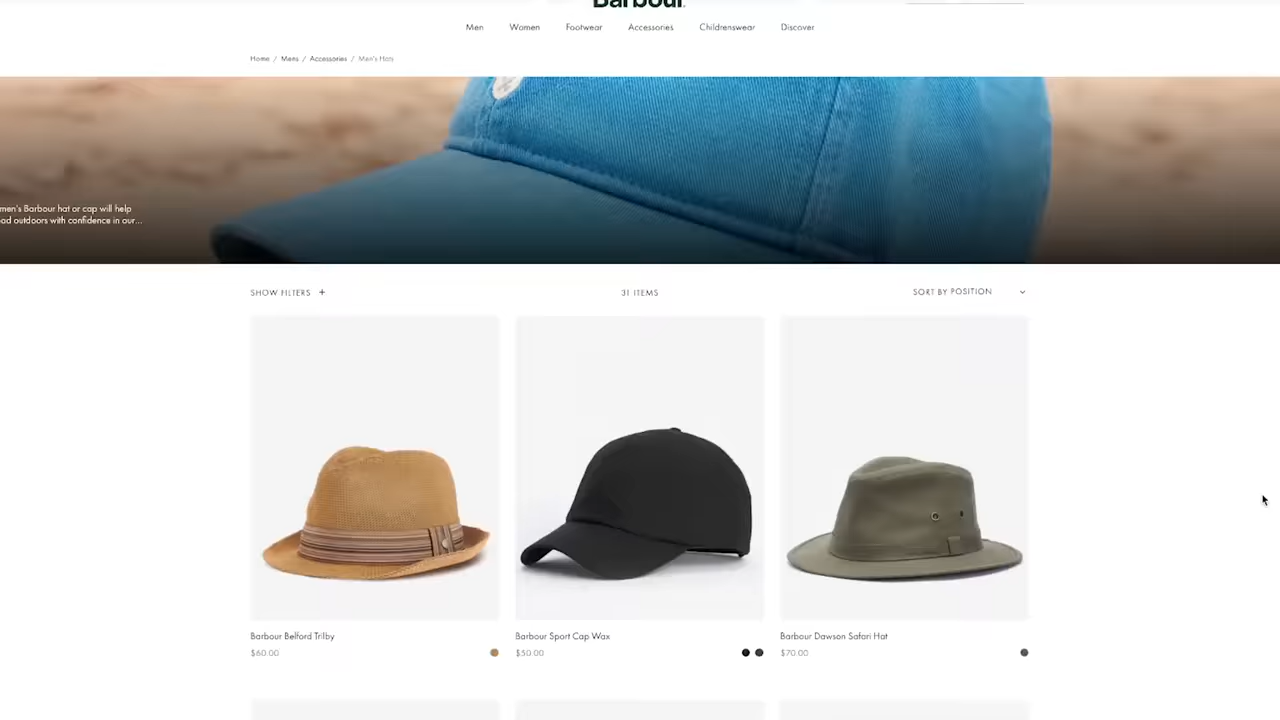 Barbour.
Men Women Footwear Accessories Childrenswear Discover
Home / Mens / Accessories / Men's Hats
men's Barbour hat or cap will help
ad outdoors with confidence in our...
SHOW FILTERS +
31 ITEMS
SORT BY POSITION
Barbour Belford Trilby
$60.00
Barbour Sport Cap Wax
$50.00
Barbour Dawson Safari Hat
$70.00